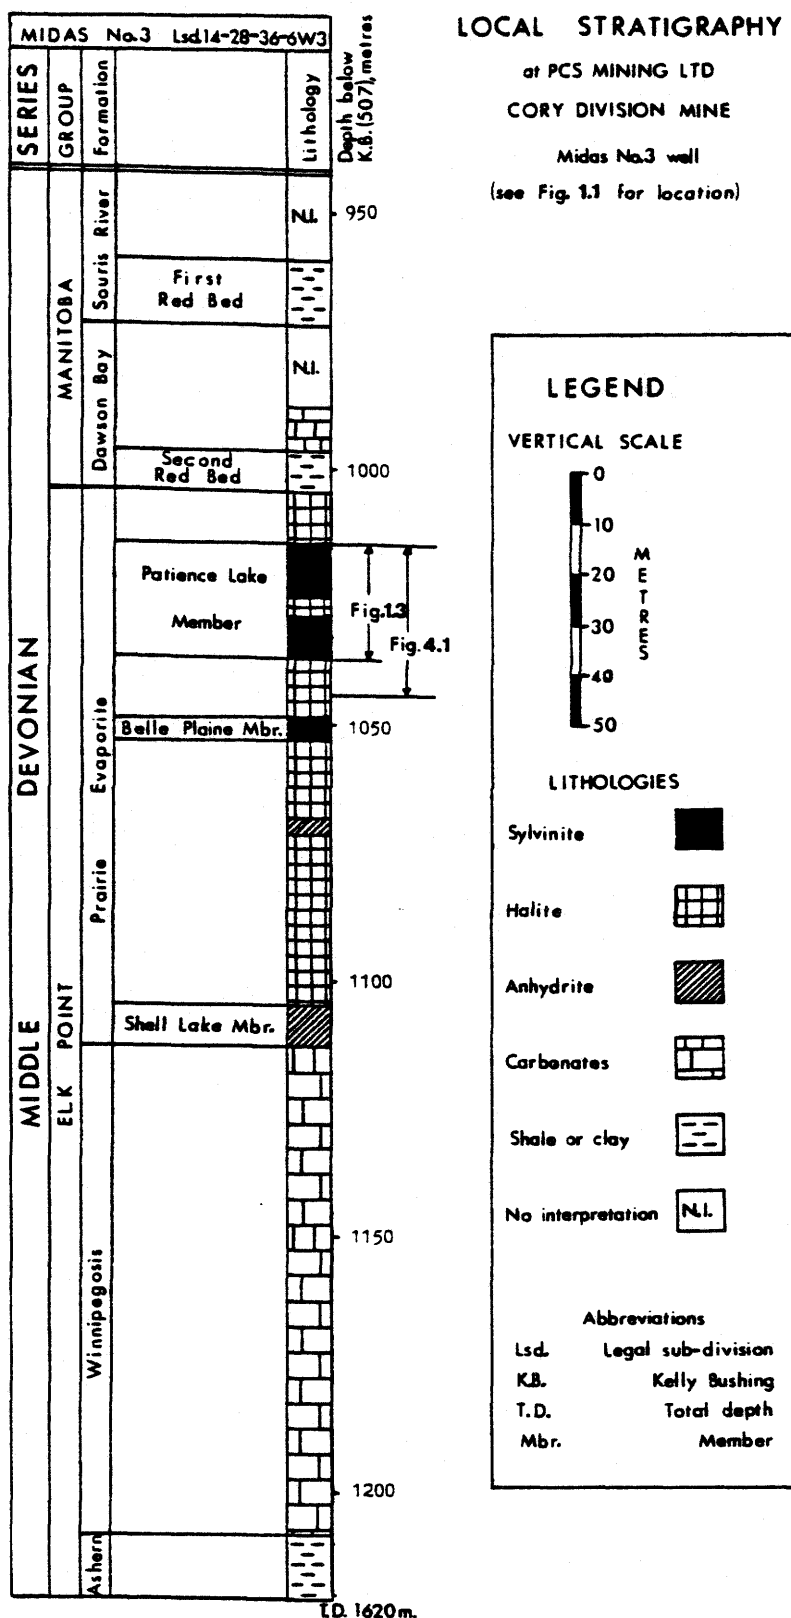 MIDAS No.3 Lsd.14-28-36-6W3
SERIES
GROUP
Formation
Lithology
Depth below
K.B. (507), metres
LOCAL STRATIGRAPHY
at PCS MINING LTD
CORY DIVISION MINE
Midas No.3 well
(see Fig. 1.1 for location)
MIDDLE DEVONIAN
MANITOBA
Souris River
N.I.
950
First
Red Bed
Dawson Bay
N.I.
Second
Red Bed
1000
ELK POINT
Prairie Evaporite
Patience Lake
Member
Fig.1.3
Fig.4.1
Belle Plaine Mbr.
1050
1100
Shell Lake Mbr.
Winnipegosis
1150
1200
Ashern
T.D. 1620m.
LEGEND
VERTICAL SCALE
0
10
20
30
40
50
METRES
LITHOLOGIES
Sylvinite
Halite
Anhydrite
Carbonates
Shale or clay
No interpretation N.I.
Abbreviations
Lsd. Legal sub-division
K.B. Kelly Bushing
T.D. Total depth
Mbr. Member